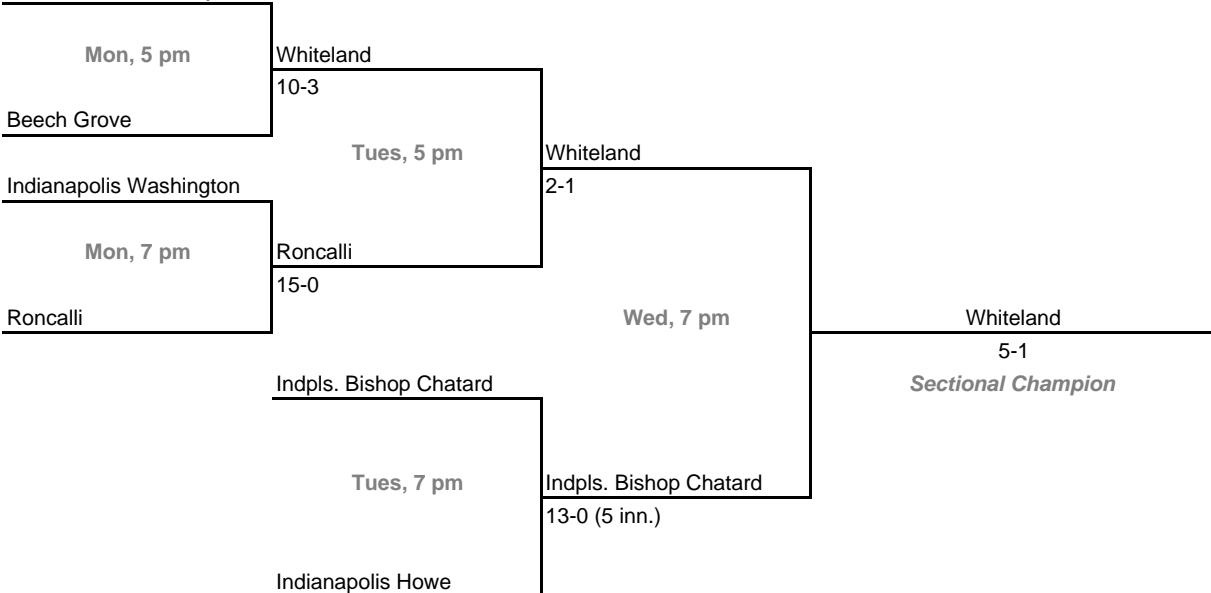 Mon, 5 pm
Whiteland
10-3
Beech Grove
Tues, 5 pm
Whiteland
2-1
Indianapolis Washington
Mon, 7 pm
Roncalli
15-0
Roncalli
Wed, 7 pm
Whiteland
5-1
Sectional Champion
Indpls. Bishop Chatard
Tues, 7 pm
Indpls. Bishop Chatard
13-0 (5 inn.)
Indianapolis Howe